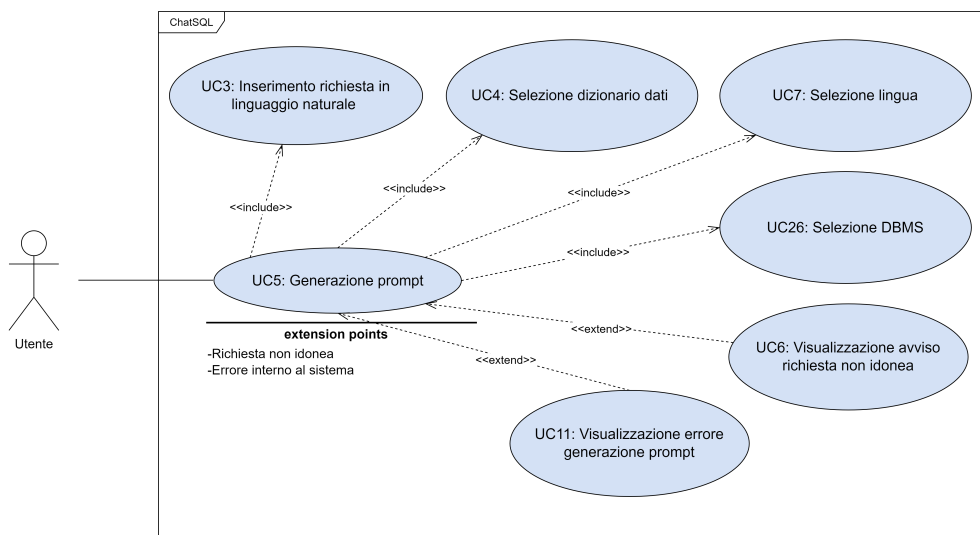 ChatSQL
UC3: Inserimento richiesta in
linguaggio naturale
UC4: Selezione dizionario dati
UC7: Selezione lingua
<<include>>
<<include>>
<<include>>
UC26: Selezione DBMS
<<include>>
UC5: Generazione prompt
Utente
extension points
-Richiesta non idonea
-Errore interno al sistema
<<extend>>
<<extend>>
UC6: Visualizzazione avviso
richiesta non idonea
UC11: Visualizzazione errore
generazione prompt